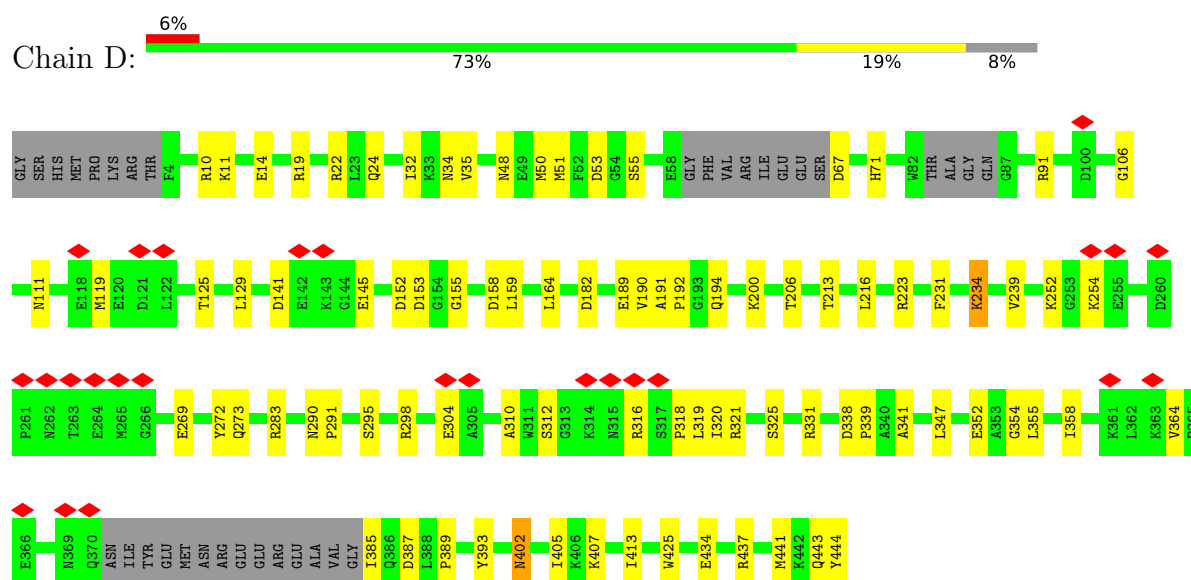 6%
Chain D:
73% 19% 8%
GLY SER HIS MET PRO LYS ARG THR F4 R10 K11 E14 R19 R22 L23 Q24 I32 K33 N34 V35 N48 E49 M50 M51 F52 D53 G54 S55 E58 GLY PHE VAL ARG ILE GLU GLU SER D67 H71 W82 THR ALA GLY GLN G87 R91 D100 G106
N111 E118 M119 E120 D121 L122 T125 L129 D141 E142 K143 G144 E145 D152 D153 G154 G155 D158 L159 L164 D182 E189 V190 A191 P192 G193 Q194 K200 T206 T213 L216 R223 F231 K234 V239 K252 G253 K254 E255 D260
P261 N262 T263 E264 M265 G266 E269 Y272 Q273 R283 N290 P291 S295 R298 E304 A305 A310 W311 S312 G313 K314 N315 R316 S317 P318 L319 I320 R321 S325 R331 D338 P339 A340 A341 L347 E352 A353 G354 L355 I358 K361 L362 K363 V364
E366 N369 Q370 ASN ILE TYR GLU MET ASN ARG GLU GLU ARG GLU ALA VAL GLY I385 Q386 D387 L388 P389 Y393 N402 I405 K406 K407 I413 W425 E434 R437 M441 K442 Q443 Y444